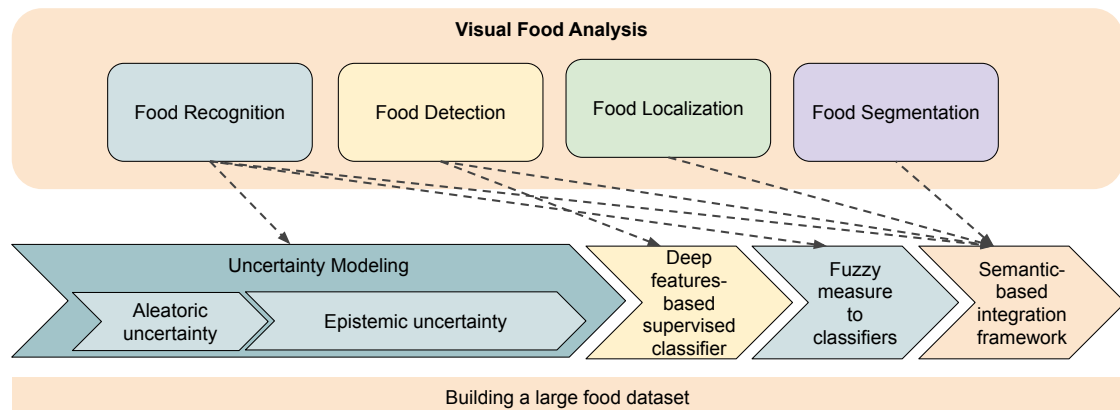 Visual Food Analysis
Food Recognition
Food Detection
Food Localization
Food Segmentation
Uncertainty Modeling
Aleatoric
uncertainty
Epistemic uncertainty
Deep
features-
based
supervised
classifier
Fuzzy
measure
to
classifiers
Semantic-
based
integration
framework
Building a large food dataset